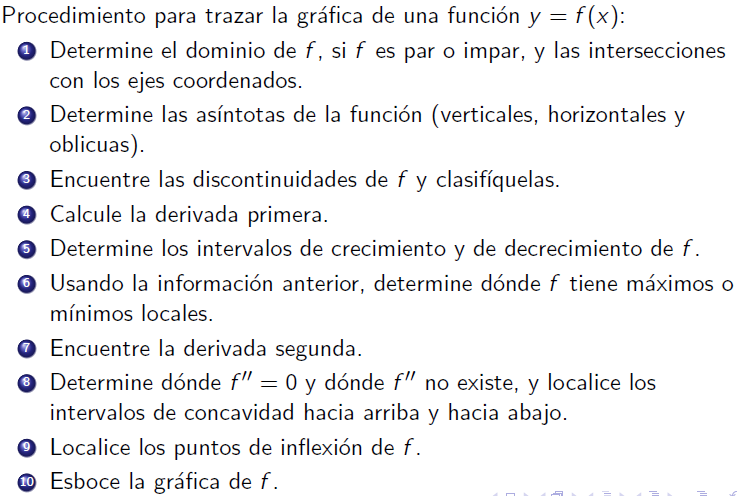 Procedimiento para trazar la gráfica de una función y = f(x):
1 Determine el dominio de f, si f es par o impar, y las intersecciones
con los ejes coordenados.
2 Determine las asíntotas de la función (verticales, horizontales y
oblicuas).
3 Encuentre las discontinuidades de f y clasifíquelas.
4 Calcule la derivada primera.
5 Determine los intervalos de crecimiento y de decrecimiento de f.
6 Usando la información anterior, determine dónde f tiene máximos o
mínimos locales.
7 Encuentre la derivada segunda.
8 Determine dónde f″ = 0 y dónde f″ no existe, y localice los
intervalos de concavidad hacia arriba y hacia abajo.
9 Localice los puntos de inflexión de f.
10 Esboce la gráfica de f.